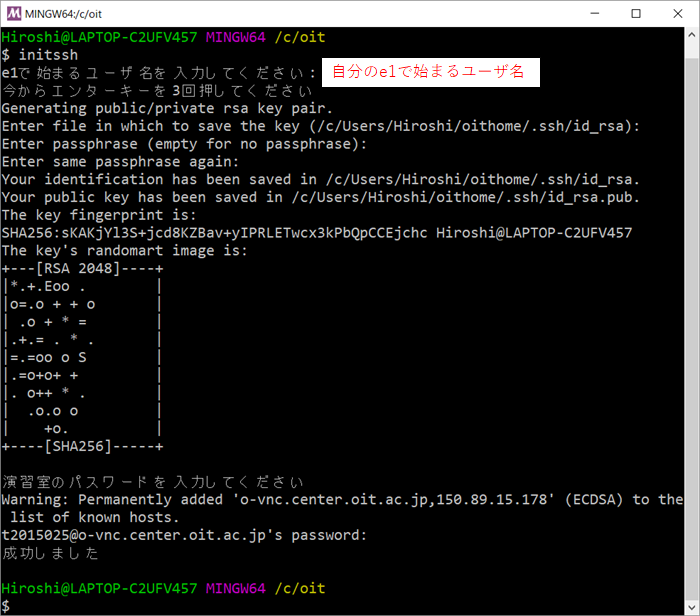 MINGW64:/c/oit
Hiroshi@LAPTOP-C2UFV457 MINGW64 /c/oit
$ initssh
e1で始まるユーザ名を入力してください: 自分のe1で始まるユーザ名
今からエンターキーを3回押してください
Generating public/private rsa key pair.
Enter file in which to save the key (/c/Users/Hiroshi/oithome/.ssh/id_rsa):
Enter passphrase (empty for no passphrase):
Enter same passphrase again:
Your identification has been saved in /c/Users/Hiroshi/oithome/.ssh/id_rsa.
Your public key has been saved in /c/Users/Hiroshi/oithome/.ssh/id_rsa.pub.
The key fingerprint is:
SHA256:sKAKjYl3S+jcd8KZBav+yIPRLETwcx3kPbQpCCEjchc Hiroshi@LAPTOP-C2UFV457
The key's randomart image is:
+---[RSA 2048]----+
|*.+.Eoo .        |
|o=.o + + o       |
| .o + * =        |
|.+.= . * .       |
|=.=oo o S        |
|.=o+o+ +         |
|. o++ * .        |
|  .o.o o         |
|    +o.          |
+----[SHA256]-----+
演習室のパスワードを入力してください
Warning: Permanently added 'o-vnc.center.oit.ac.jp,150.89.15.178' (ECDSA) to the
 list of known hosts.
t2015025@o-vnc.center.oit.ac.jp's password:
成功しました
Hiroshi@LAPTOP-C2UFV457 MINGW64 /c/oit
$